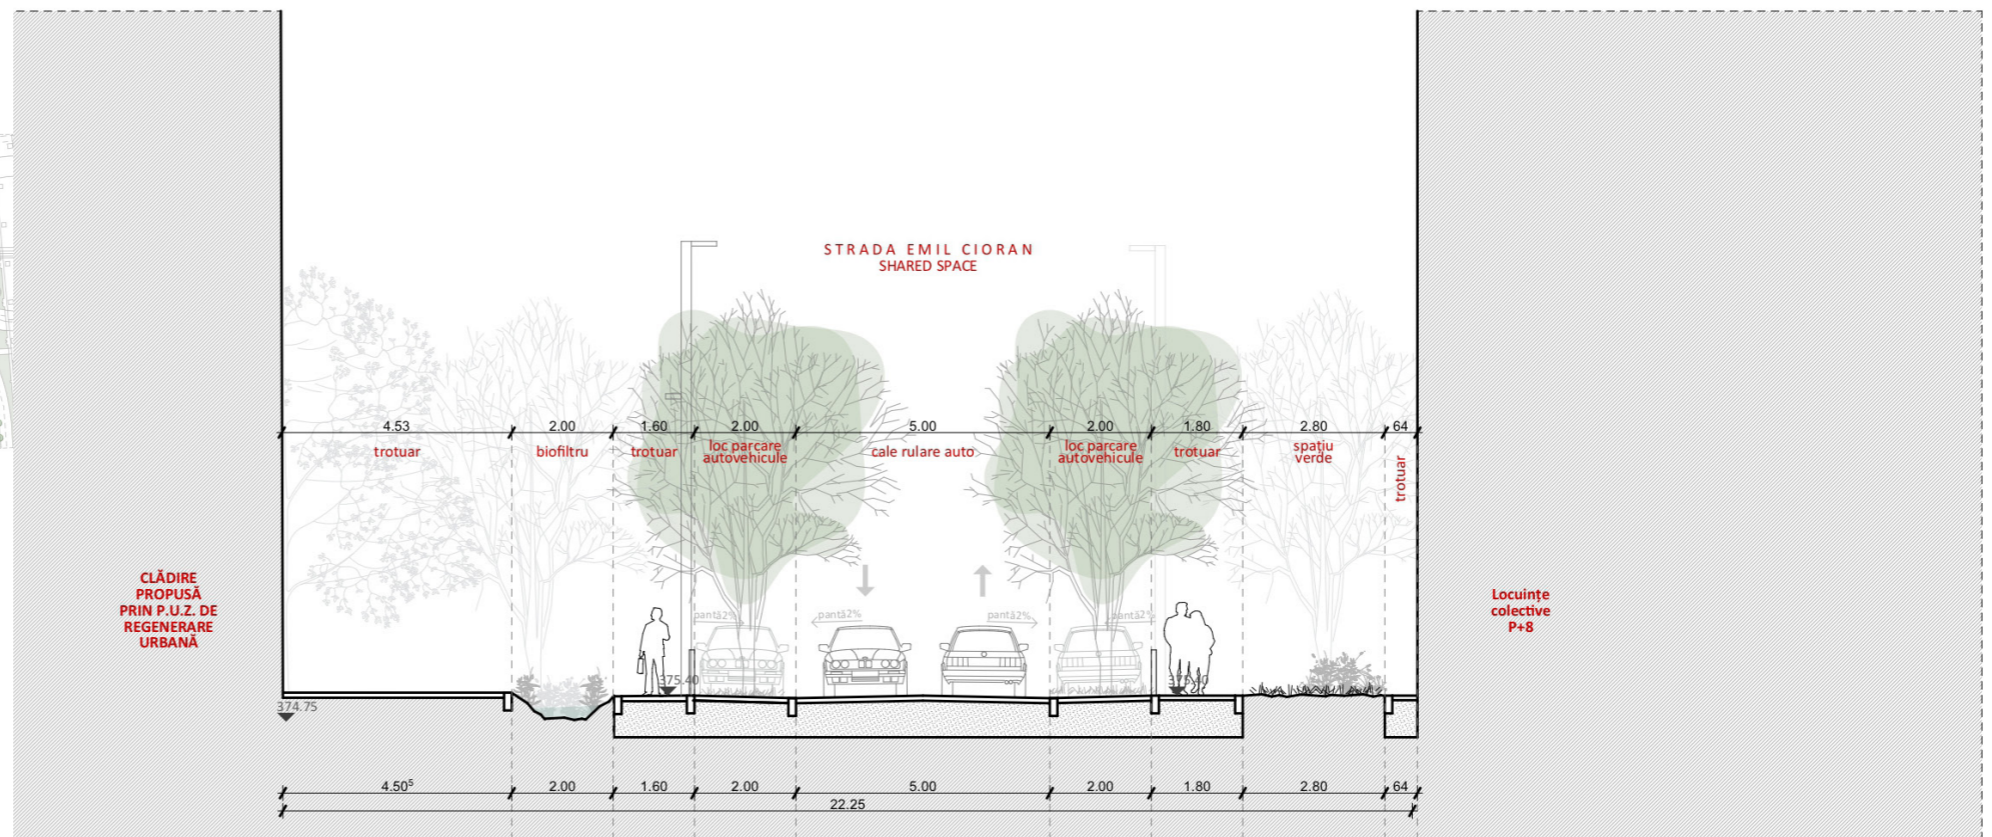 STRADA EMIL CIORAN
SHARED SPACE
4.53
2.00
1.60
2.00
5.00
2.00
1.80
2.80
64
trotuar
biofiltru
trotuar
loc parcare
autovehicule
cale rulare auto
loc parcare
autovehicule
trotuar
spațiu
verde
trotuar
CLĂDIRE
PROPUSĂ
PRIN P.U.Z. DE
REGENERARE
URBANĂ
Locuințe
colective
P+8
pantă2%
pantă2%
pantă2%
pantă2%
375.40
374.75
4.50⁵
2.00
1.60
2.00
5.00
2.00
1.80
2.80
64
22.25